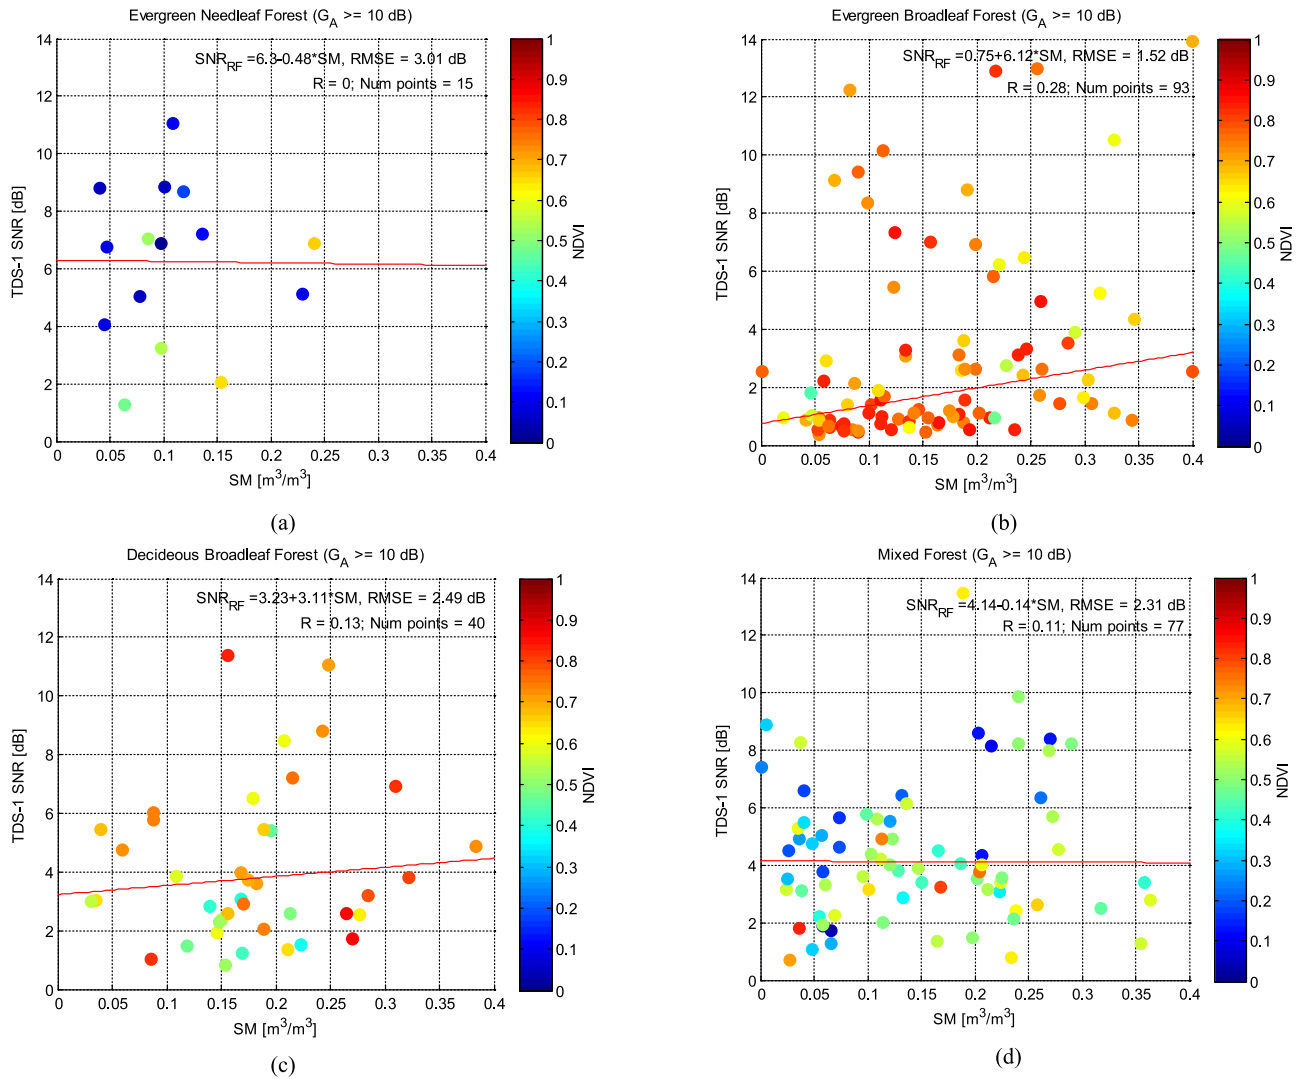 Evergreen Needleleaf Forest (G_A >= 10 dB)
SNR_RF =6.3-0.48*SM, RMSE = 3.01 dB
R = 0; Num points = 15
TDS-1 SNR [dB]
14
12
10
8
6
4
2
0
0 0.05 0.1 0.15 0.2 0.25 0.3 0.35 0.4
SM [m^3/m^3]
1
0.9
0.8
0.7
0.6
0.5
0.4
0.3
0.2
0.1
0
NDVI
(a)
Evergreen Broadleaf Forest (G_A >= 10 dB)
SNR_RF =0.75+6.12*SM, RMSE = 1.52 dB
R = 0.28; Num points = 93
TDS-1 SNR [dB]
14
12
10
8
6
4
2
0
0 0.05 0.1 0.15 0.2 0.25 0.3 0.35 0.4
SM [m^3/m^3]
1
0.9
0.8
0.7
0.6
0.5
0.4
0.3
0.2
0.1
0
NDVI
(b)
Decideous Broadleaf Forest (G_A >= 10 dB)
SNR_RF =3.23+3.11*SM, RMSE = 2.49 dB
R = 0.13; Num points = 40
TDS-1 SNR [dB]
14
12
10
8
6
4
2
0
0 0.05 0.1 0.15 0.2 0.25 0.3 0.35 0.4
SM [m^3/m^3]
1
0.9
0.8
0.7
0.6
0.5
0.4
0.3
0.2
0.1
0
NDVI
(c)
Mixed Forest (G_A >= 10 dB)
SNR_RF =4.14-0.14*SM, RMSE = 2.31 dB
R = 0.11; Num points = 77
TDS-1 SNR [dB]
14
12
10
8
6
4
2
0
0 0.05 0.1 0.15 0.2 0.25 0.3 0.35 0.4
SM [m^3/m^3]
1
0.9
0.8
0.7
0.6
0.5
0.4
0.3
0.2
0.1
0
NDVI
(d)